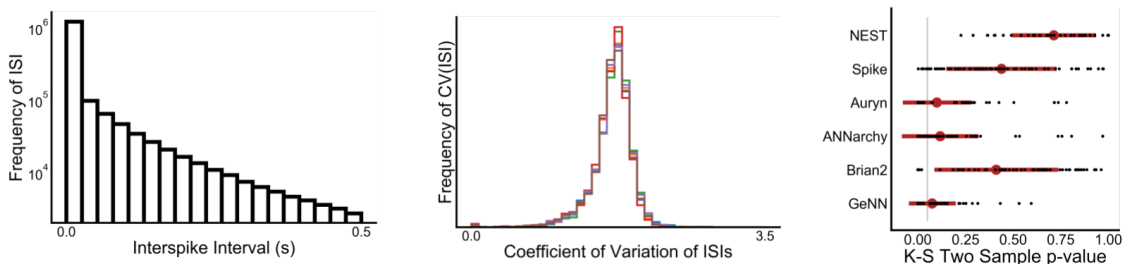 Frequency of ISI
10^6
10^5
10^4
0.0
0.5
Interspike Interval (s)
Frequency of CV(ISI)
0.0
3.5
Coefficient of Variation of ISIs
NEST
Spike
Auryn
ANNarchy
Brian2
GeNN
0.00 0.25 0.50 0.75 1.00
K-S Two Sample p-value